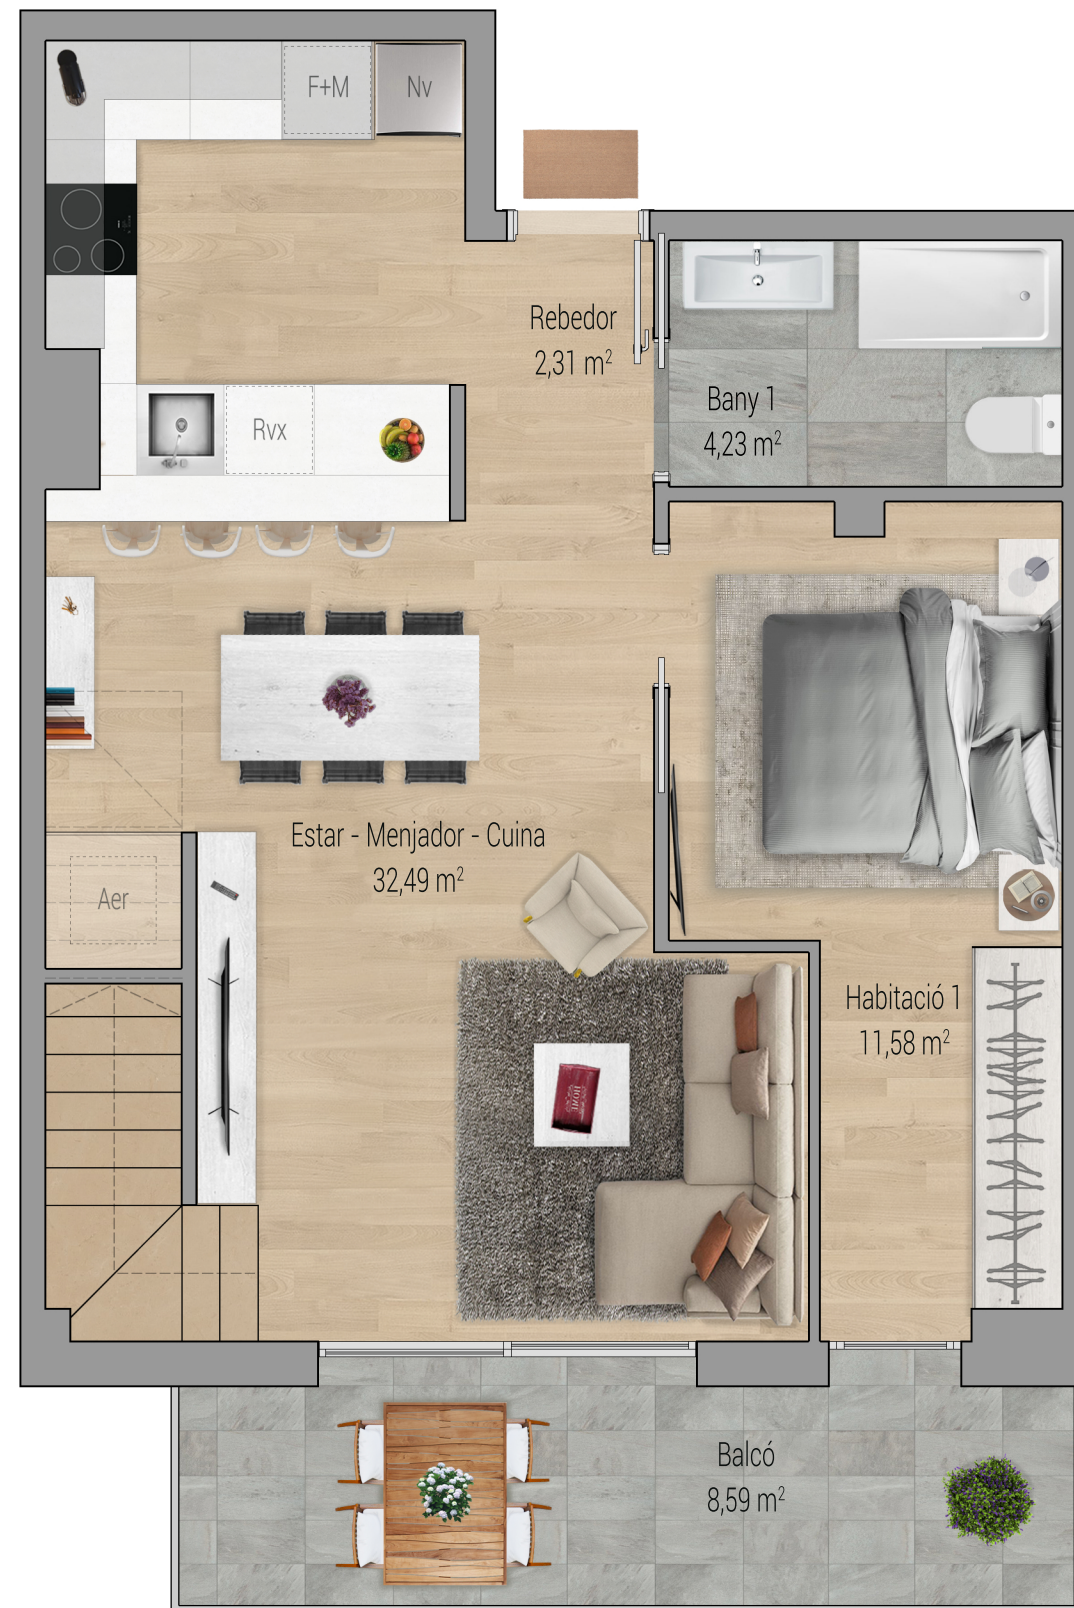 F+M
Nv
Rebedor
2,31 m²
Bany 1
4,23 m²
Rvx
Estar - Menjador - Cuina
32,49 m²
Aer
Habitació 1
11,58 m²
HOME
Balcó
8,59 m²